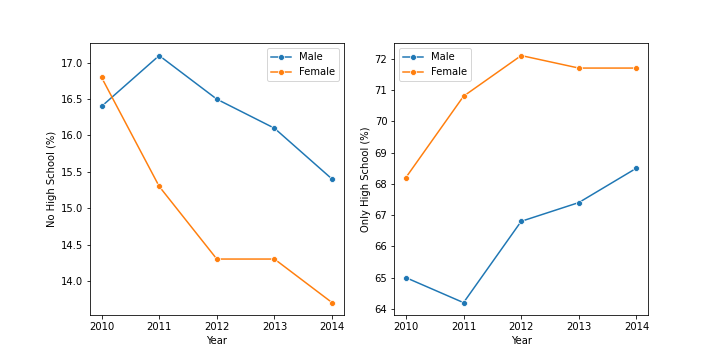 No High School (%)
17.0
16.5
16.0
15.5
15.0
14.5
14.0
2010 2011 2012 2013 2014
Year
Male
Female
Only High School (%)
72
71
70
69
68
67
66
65
64
2010 2011 2012 2013 2014
Year
Male
Female